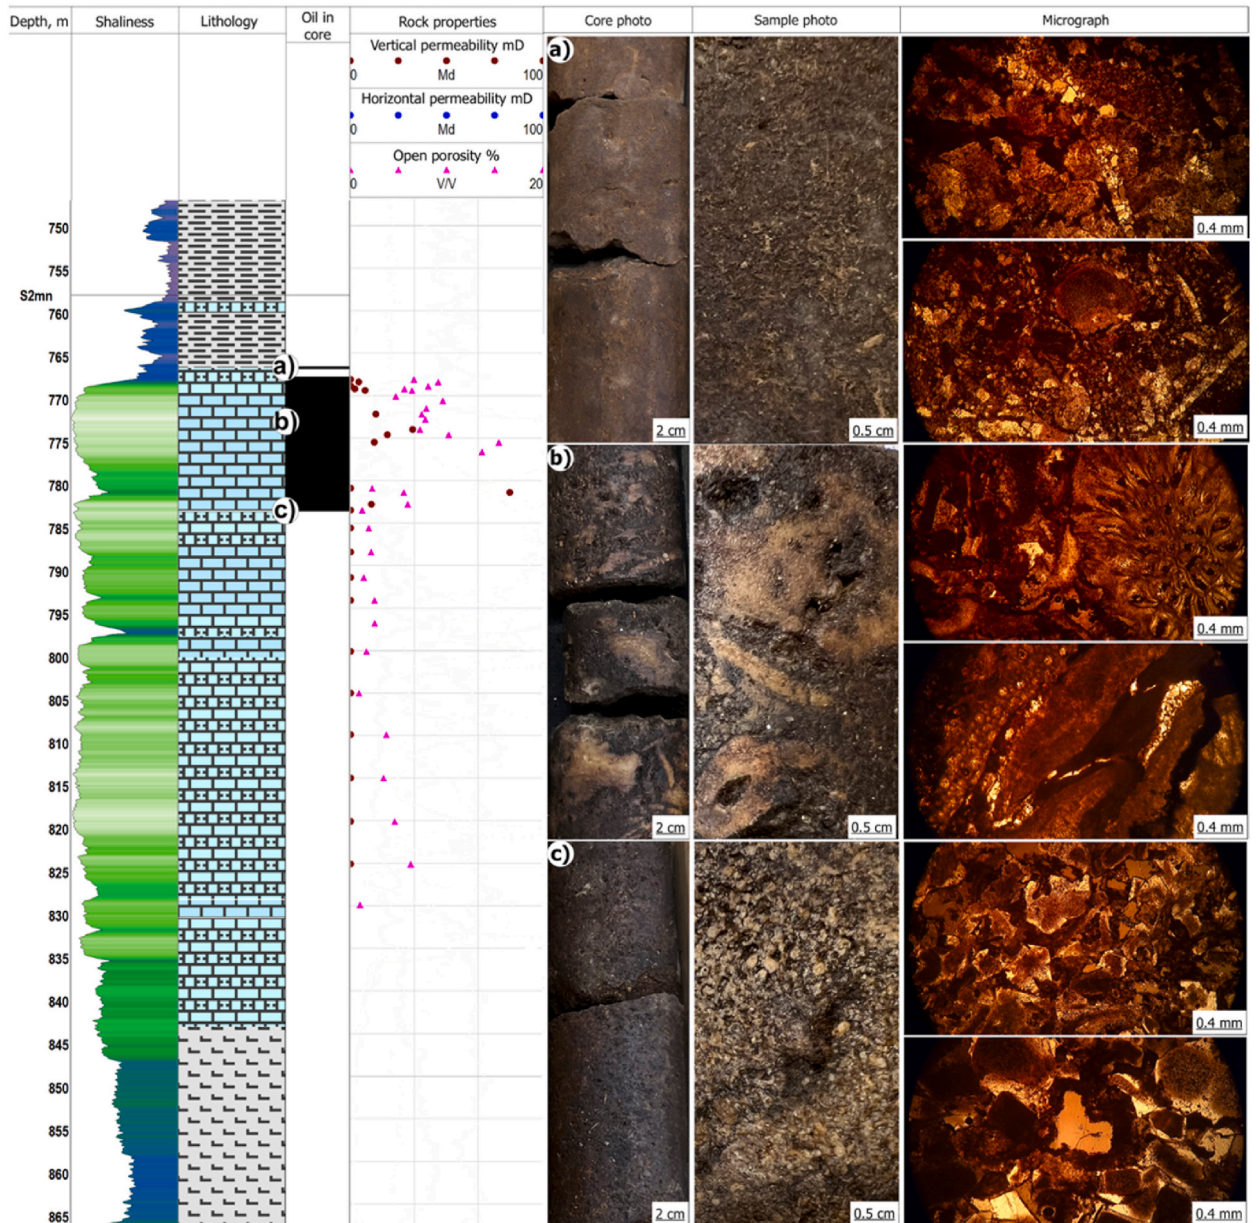 Depth, m Shaliness Lithology Oil in core Rock properties Core photo Sample photo Micrograph
Vertical permeability mD
0 Md 100
Horizontal permeability mD
0 Md 100
Open porosity %
0 V/V 20
a)
b)
c)
750
755
S2mn
760
765
a)
770
b)
775
780
c)
785
790
795
800
805
810
815
820
825
830
835
840
845
850
855
860
865
0.4 mm
2 cm 0.5 cm 0.4 mm
0.4 mm
2 cm 0.5 cm 0.4 mm
0.4 mm
2 cm 0.5 cm 0.4 mm